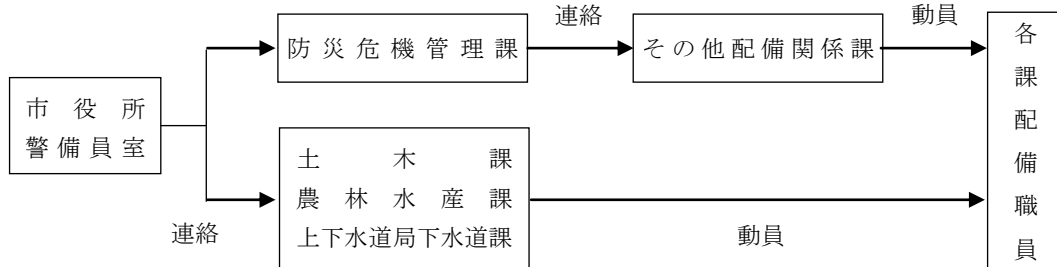 連絡
動員
防災危機管理課
その他配備関係課
各課配備職員
市役所
警備員室
土木課
農林水産課
上下水道局下水道課
連絡
動員